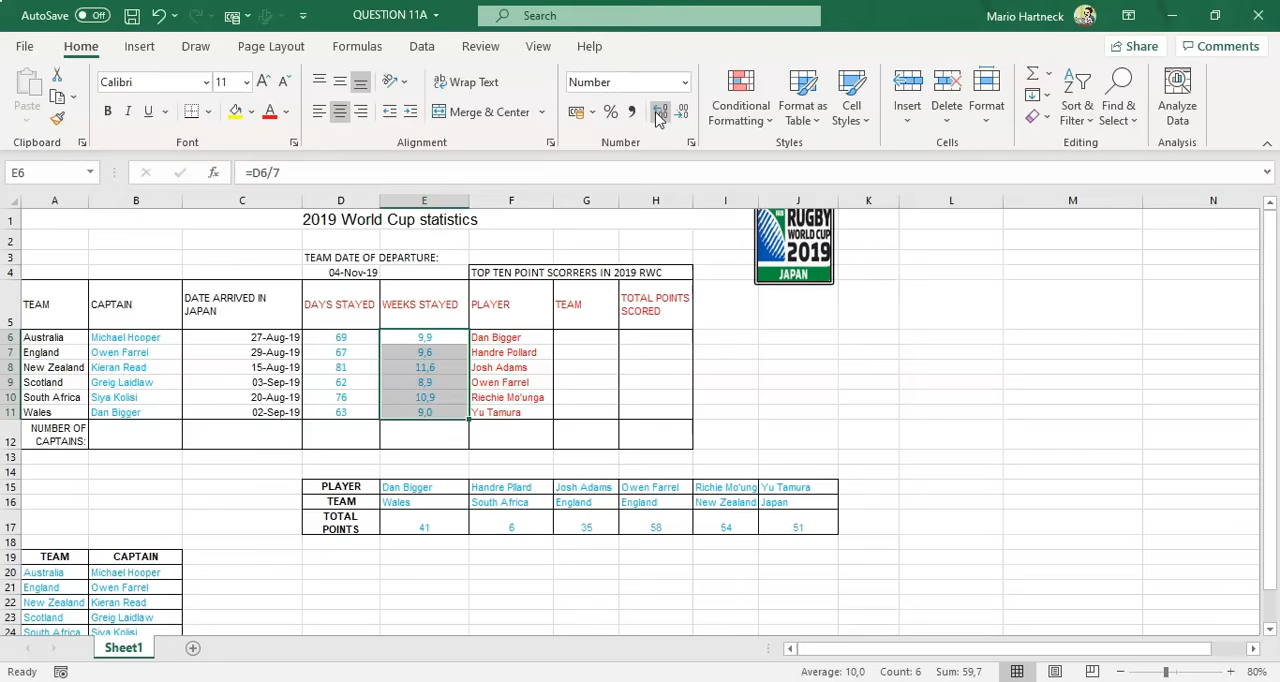 AutoSave Off QUESTION 11A Search Mario Hartneck
File Home Insert Draw Page Layout Formulas Data Review View Help Share Comments
Paste Calibri 11 Wrap Text Number Conditional Formatting Format as Table Cell Styles Insert Delete Format Sort & Filter Find & Select Analyze Data
B I U Merge & Center % ,
Clipboard Font Alignment Number Styles Cells Editing Analysis
E6 fx =D6/7
A B C D E F G H I J K L M N
1 2019 World Cup statistics
2
3 TEAM DATE OF DEPARTURE:
4 04-Nov-19 TOP TEN POINT SCORRERS IN 2019 RWC
RUGBY
WORLD CUP
2019
JAPAN
5 TEAM CAPTAIN DATE ARRIVED IN JAPAN DAYS STAYED WEEKS STAYED PLAYER TEAM TOTAL POINTS SCORED
6 Australia Michael Hooper 27-Aug-19 69 9,9 Dan Bigger
7 England Owen Farrel 29-Aug-19 67 9,6 Handre Pollard
8 New Zealand Kieran Read 15-Aug-19 81 11,6 Josh Adams
9 Scotland Greig Laidlaw 03-Sep-19 62 8,9 Owen Farrel
10 South Africa Siya Kolisi 20-Aug-19 76 10,9 Riechie Mo'unga
11 Wales Dan Bigger 02-Sep-19 63 9,0 Yu Tamura
12 NUMBER OF CAPTAINS:
13
14
15 PLAYER Dan Bigger Handre Pllard Josh Adams Owen Farrel Richie Mo'ung Yu Tamura
16 TEAM Wales South Africa England England New Zealand Japan
17 TOTAL POINTS 41 6 35 58 54 51
18
19 TEAM CAPTAIN
20 Australia Michael Hooper
21 England Owen Farrel
22 New Zealand Kieran Read
23 Scotland Greig Laidlaw
24 South Africa Siya Kolisi
Sheet1
Ready Average: 10,0 Count: 6 Sum: 59,7 80%